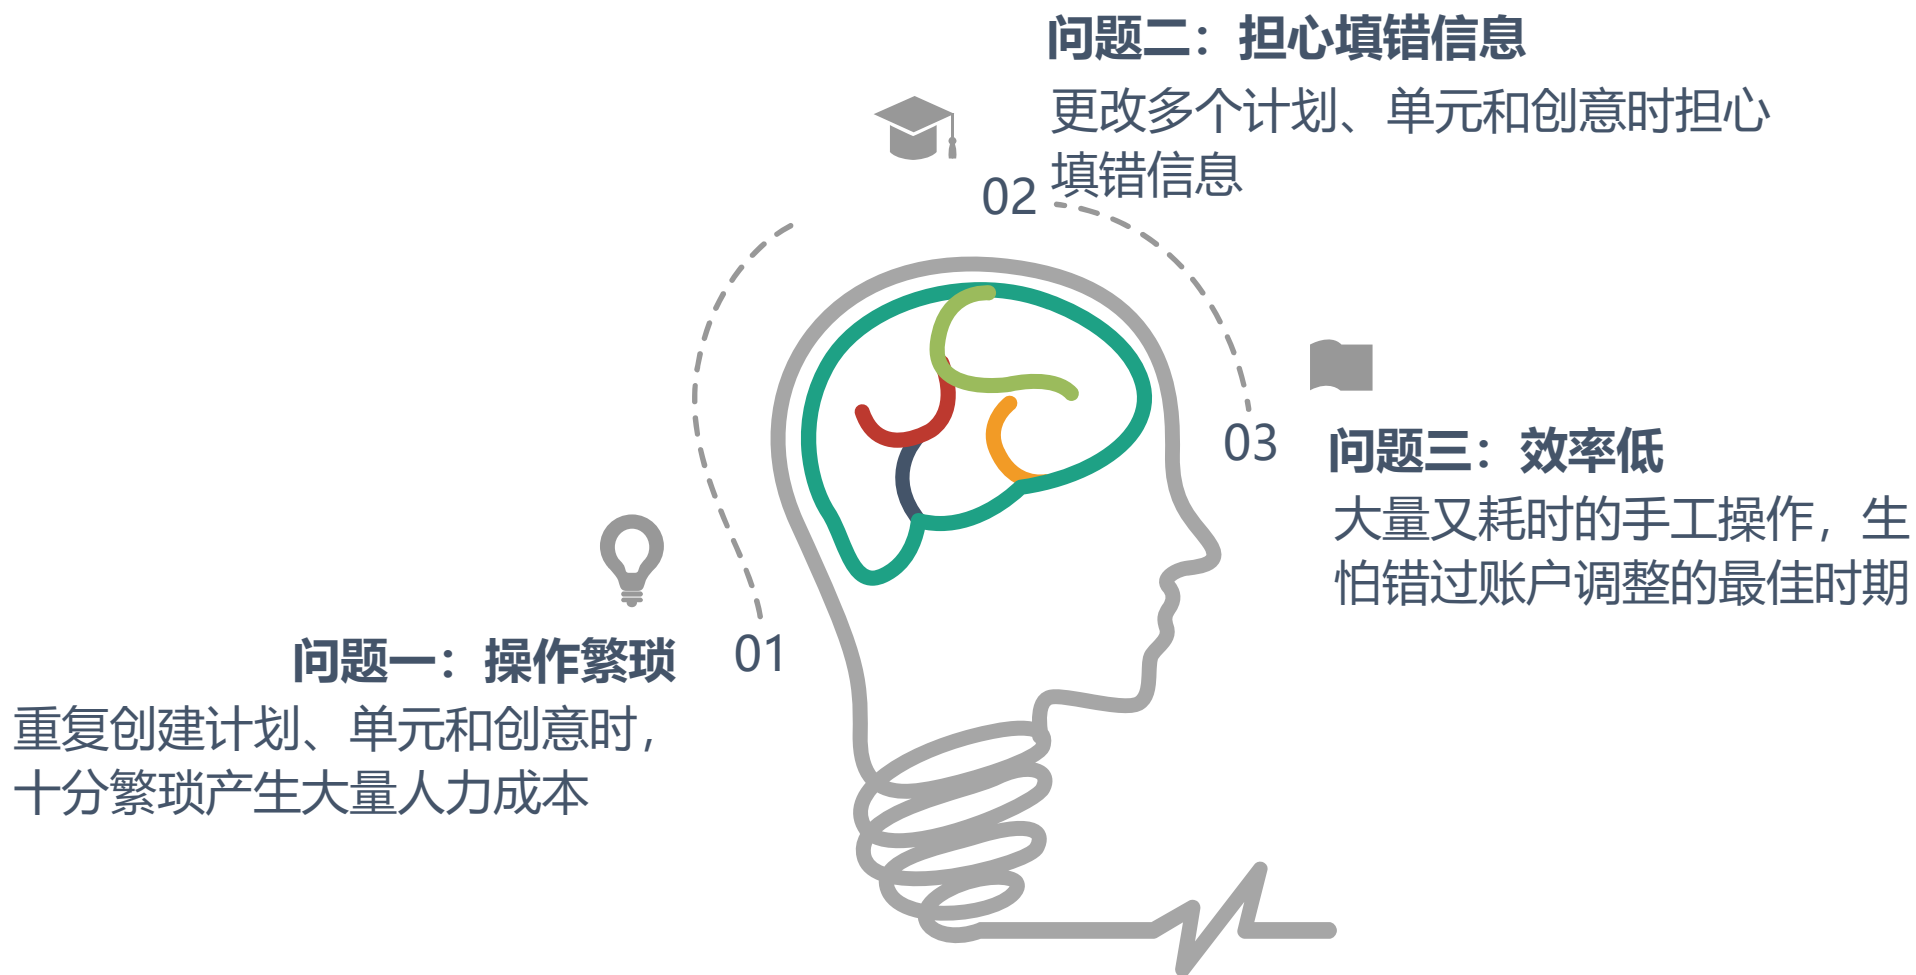 问题二：担心填错信息
更改多个计划、单元和创意时担心
填错信息
02
03
问题三：效率低
大量又耗时的手工操作，生
怕错过账户调整的最佳时期
问题一：操作繁琐
01
重复创建计划、单元和创意时，
十分繁琐产生大量人力成本